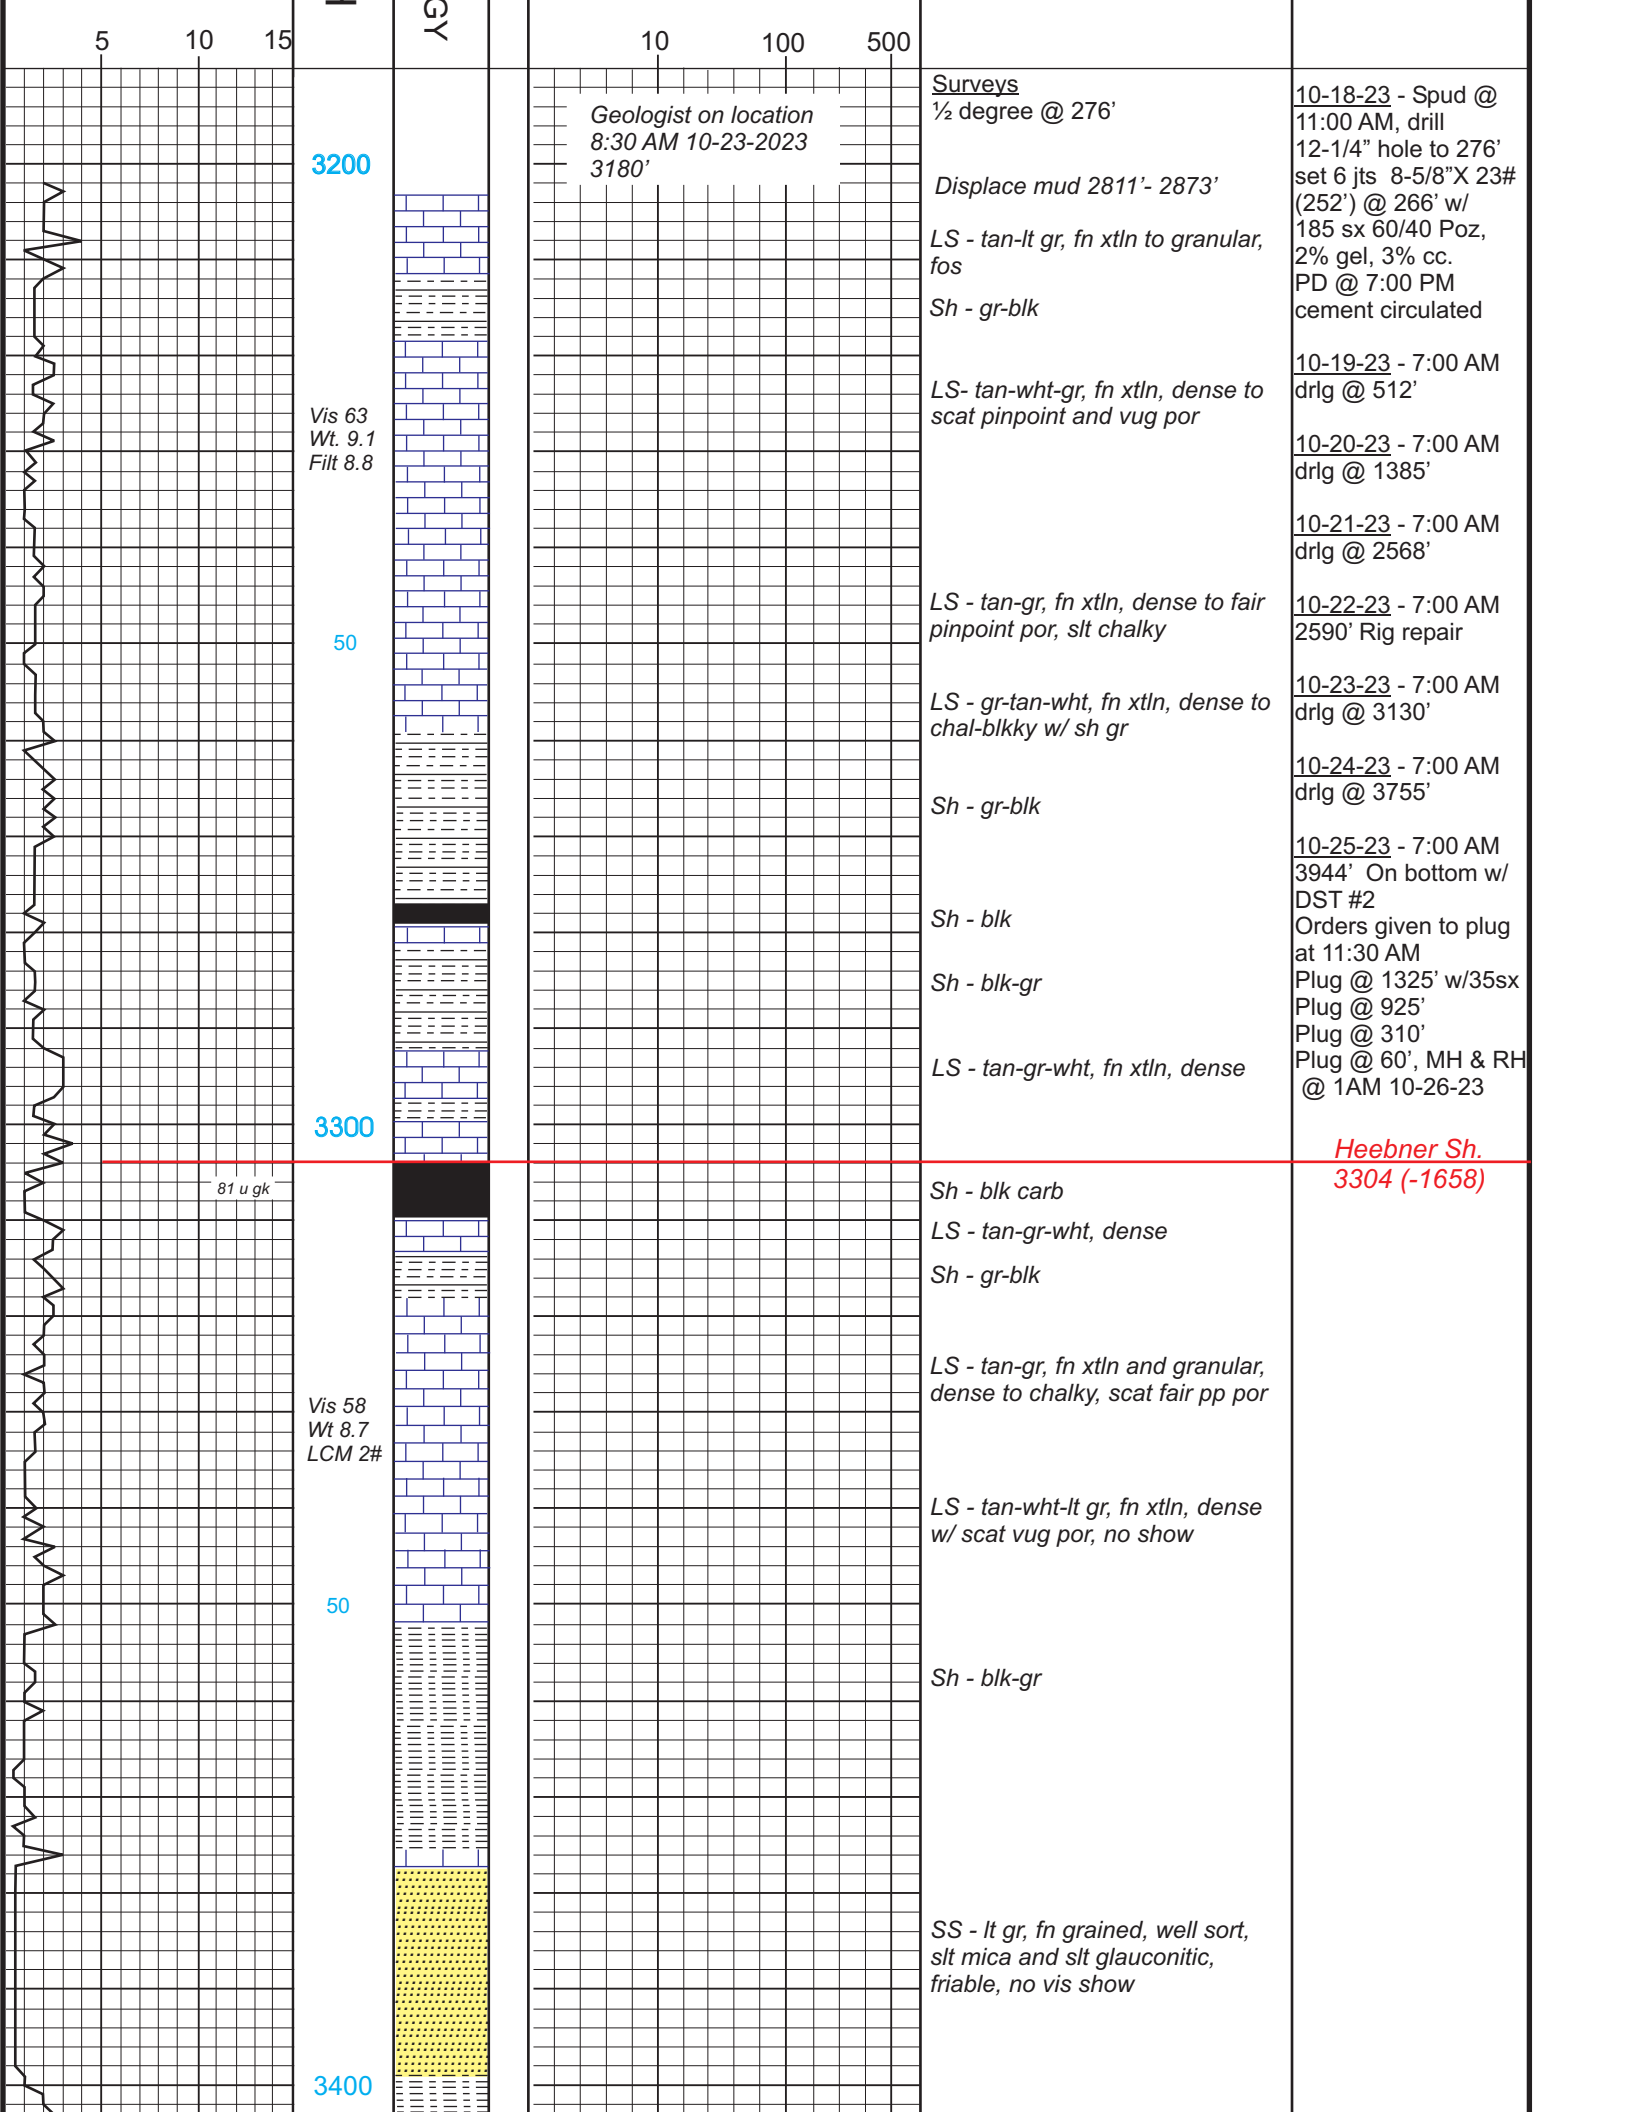 GY
5 10 15
10 100 500
Geologist on location
8:30 AM 10-23-2023
3180’
3200
Vis 63
Wt. 9.1
Filt 8.8
50
3300
81 u gk
Vis 58
Wt 8.7
LCM 2#
50
3400
Surveys
½ degree @ 276’
Displace mud 2811’- 2873’
LS - tan-lt gr, fn xtln to granular,
fos
Sh - gr-blk
LS- tan-wht-gr, fn xtln, dense to
scat pinpoint and vug por
LS - tan-gr, fn xtln, dense to fair
pinpoint por, slt chalky
LS - gr-tan-wht, fn xtln, dense to
chal-blkky w/ sh gr
Sh - gr-blk
Sh - blk
Sh - blk-gr
LS - tan-gr-wht, fn xtln, dense
Sh - blk carb
LS - tan-gr-wht, dense
Sh - gr-blk
LS - tan-gr, fn xtln and granular,
dense to chalky, scat fair pp por
LS - tan-wht-lt gr, fn xtln, dense
w/ scat vug por, no show
Sh - blk-gr
SS - lt gr, fn grained, well sort,
slt mica and slt glauconitic,
friable, no vis show
10-18-23 - Spud @
11:00 AM, drill
12-1/4” hole to 276’
set 6 jts 8-5/8”X 23#
(252’) @ 266’ w/
185 sx 60/40 Poz,
2% gel, 3% cc.
PD @ 7:00 PM
cement circulated
10-19-23 - 7:00 AM
drlg @ 512’
10-20-23 - 7:00 AM
drlg @ 1385’
10-21-23 - 7:00 AM
drlg @ 2568’
10-22-23 - 7:00 AM
2590’ Rig repair
10-23-23 - 7:00 AM
drlg @ 3130’
10-24-23 - 7:00 AM
drlg @ 3755’
10-25-23 - 7:00 AM
3944’ On bottom w/
DST #2
Orders given to plug
at 11:30 AM
Plug @ 1325’ w/35sx
Plug @ 925’
Plug @ 310’
Plug @ 60’, MH & RH
@ 1AM 10-26-23
Heebner Sh.
3304 (-1658)